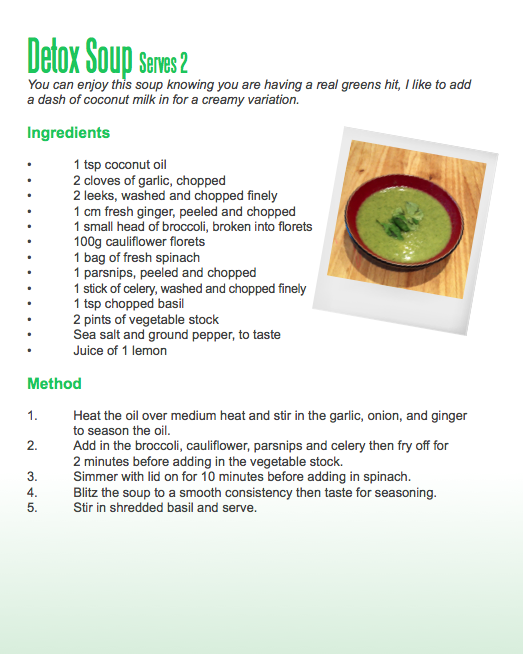 Detox Soup Serves 2
You can enjoy this soup knowing you are having a real greens hit, I like to add
a dash of coconut milk in for a creamy variation.
Ingredients
• 1 tsp coconut oil
• 2 cloves of garlic, chopped
• 2 leeks, washed and chopped finely
• 1 cm fresh ginger, peeled and chopped
• 1 small head of broccoli, broken into florets
• 100g cauliflower florets
• 1 bag of fresh spinach
• 1 parsnips, peeled and chopped
• 1 stick of celery, washed and chopped finely
• 1 tsp chopped basil
• 2 pints of vegetable stock
• Sea salt and ground pepper, to taste
• Juice of 1 lemon
Method
1. Heat the oil over medium heat and stir in the garlic, onion, and ginger
to season the oil.
2. Add in the broccoli, cauliflower, parsnips and celery then fry off for
2 minutes before adding in the vegetable stock.
3. Simmer with lid on for 10 minutes before adding in spinach.
4. Blitz the soup to a smooth consistency then taste for seasoning.
5. Stir in shredded basil and serve.